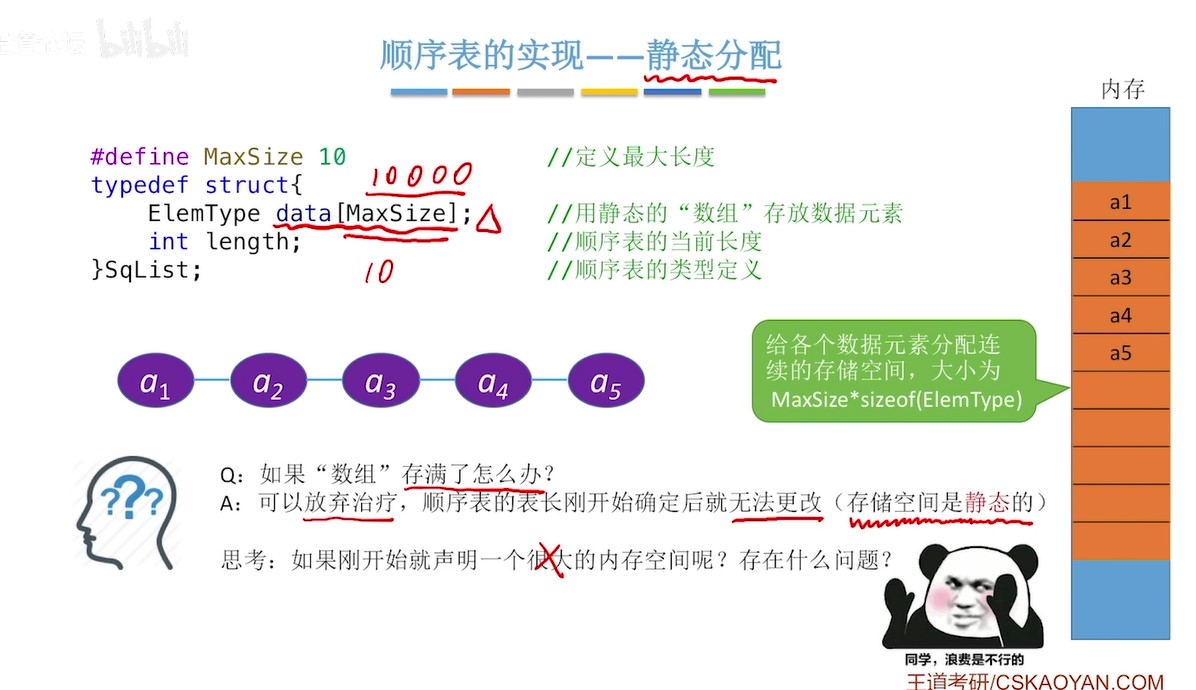 bilibili
顺序表的实现——静态分配
内存
#define MaxSize 10 //定义最大长度
typedef struct{
10000
ElemType data[MaxSize]; //用静态的“数组”存放数据元素
int length; //顺序表的当前长度
}SqList; //顺序表的类型定义
10
a1
a2
a3
a4
a5
给各个数据元素分配连
续的存储空间，大小为
MaxSize*sizeof(ElemType)
a1 a2 a3 a4 a5
???
Q：如果“数组”存满了怎么办？
A：可以放弃治疗，顺序表的表长刚开始确定后就无法更改（存储空间是静态的）
思考：如果刚开始就声明一个很大的内存空间呢？存在什么问题？
同学，浪费是不行的
王道考研/CSKAOYAN.COM